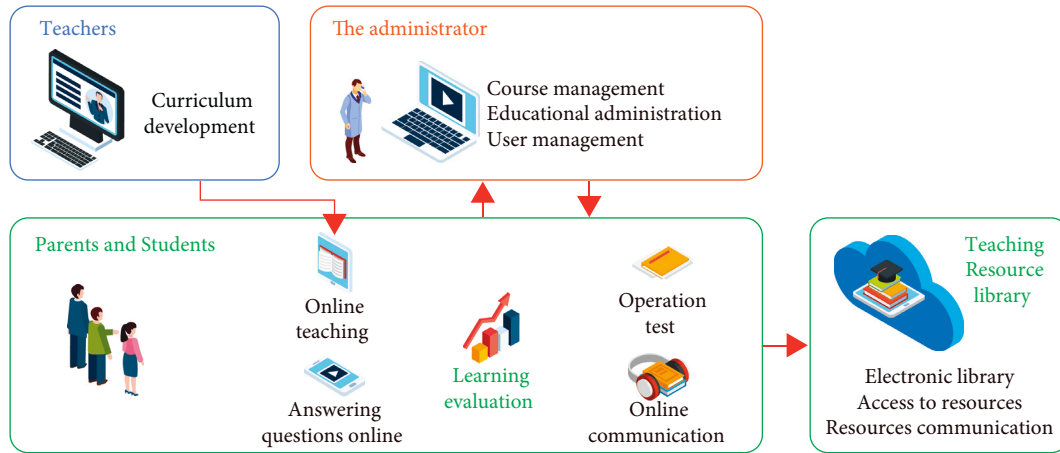 Teachers
Curriculum
development
The administrator
Course management
Educational administration
User management
Parents and Students
Online
teaching
Answering
questions online
Learning
evaluation
Operation
test
Online
communication
Teaching
Resource
library
Electronic library
Access to resources
Resources communication